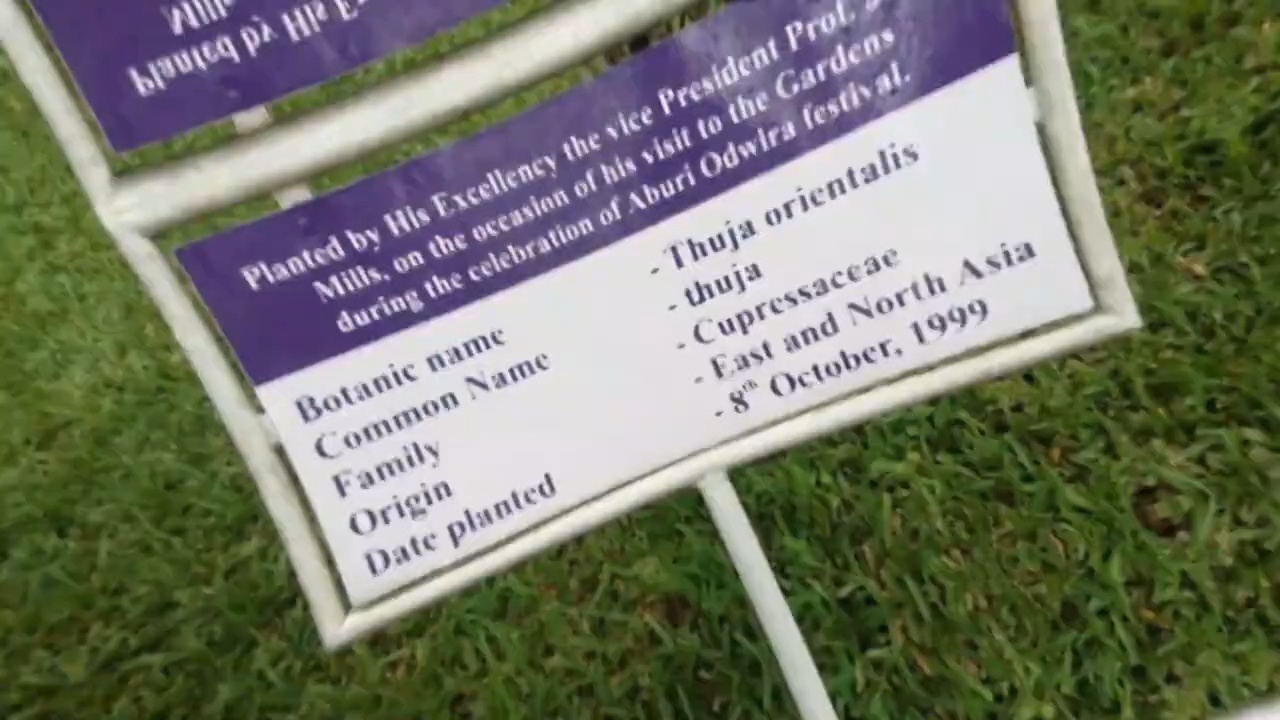 Planted by His Excellency the vice President Prof.
Mills, on the occasion of his visit to the Gardens
during the celebration of Aburi Odwira festival.
Botanic name - Thuja orientalis
Common Name - thuja
Family - Cupressaceae
Origin - East and North Asia
Date planted - 8th October, 1999